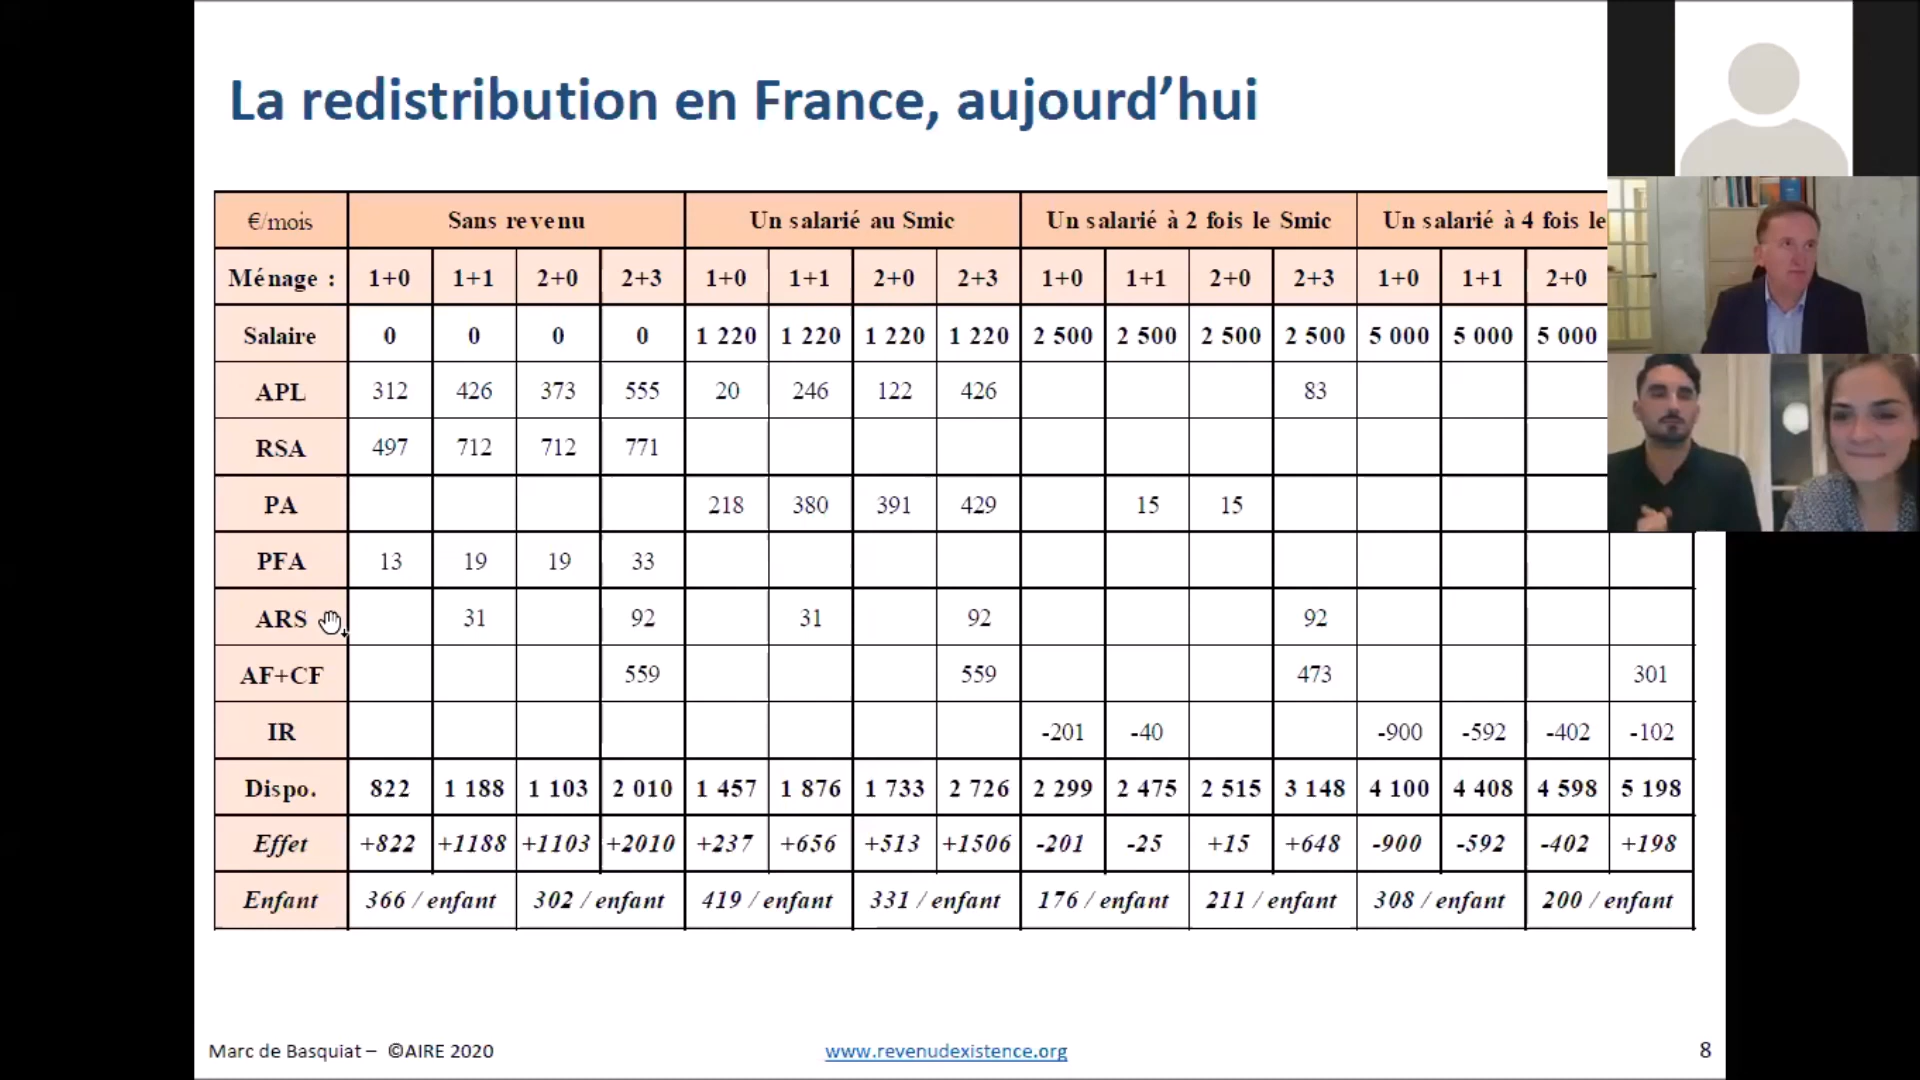 La redistribution en France, aujourd’hui
€/mois Sans revenu Un salarié au Smic Un salarié à 2 fois le Smic Un salarié à 4 fois le
Ménage : 1+0 1+1 2+0 2+3 1+0 1+1 2+0 2+3 1+0 1+1 2+0 2+3 1+0 1+1 2+0
Salaire 0 0 0 0 1 220 1 220 1 220 1 220 2 500 2 500 2 500 2 500 5 000 5 000 5 000
APL 312 426 373 555 20 246 122 426 83
RSA 497 712 712 771
PA 218 380 391 429 15 15
PFA 13 19 19 33
ARS 31 92 31 92 92
AF+CF 559 559 473 301
IR -201 -40 -900 -592 -402 -102
Dispo. 822 1 188 1 103 2 010 1 457 1 876 1 733 2 726 2 299 2 475 2 515 3 148 4 100 4 408 4 598 5 198
Effet +822 +1188 +1103 +2010 +237 +656 +513 +1506 -201 -25 +15 +648 -900 -592 -402 +198
Enfant 366 / enfant 302 / enfant 419 / enfant 331 / enfant 176 / enfant 211 / enfant 308 / enfant 200 / enfant
Marc de Basquiat – ©AIRE 2020 www.revenudexistence.org 8